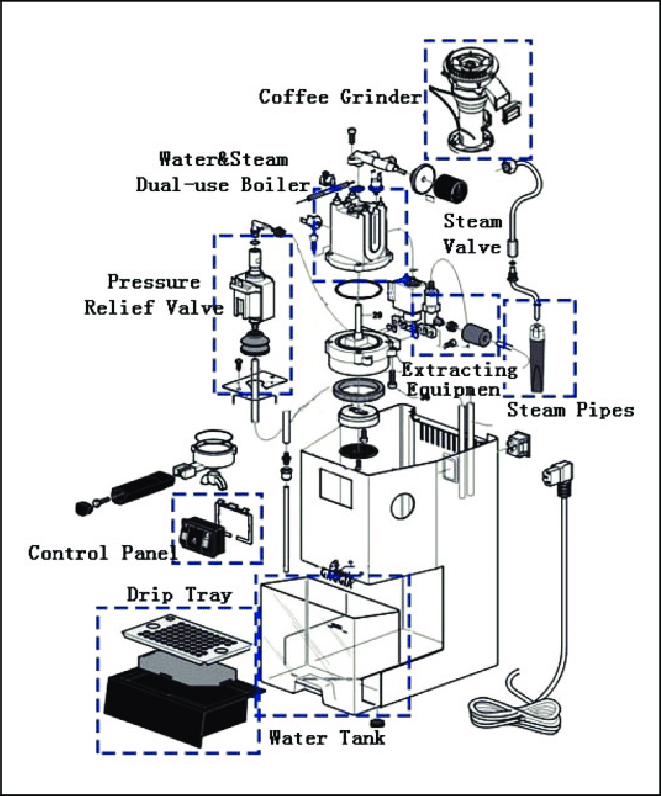 Coffee Grinder
Water&Steam
Dual-use Boiler
Steam
Valve
Pressure
Relief Valve
20
Extracting
Equipmen
Steam Pipes
Control Panel
Drip Tray
Water Tank